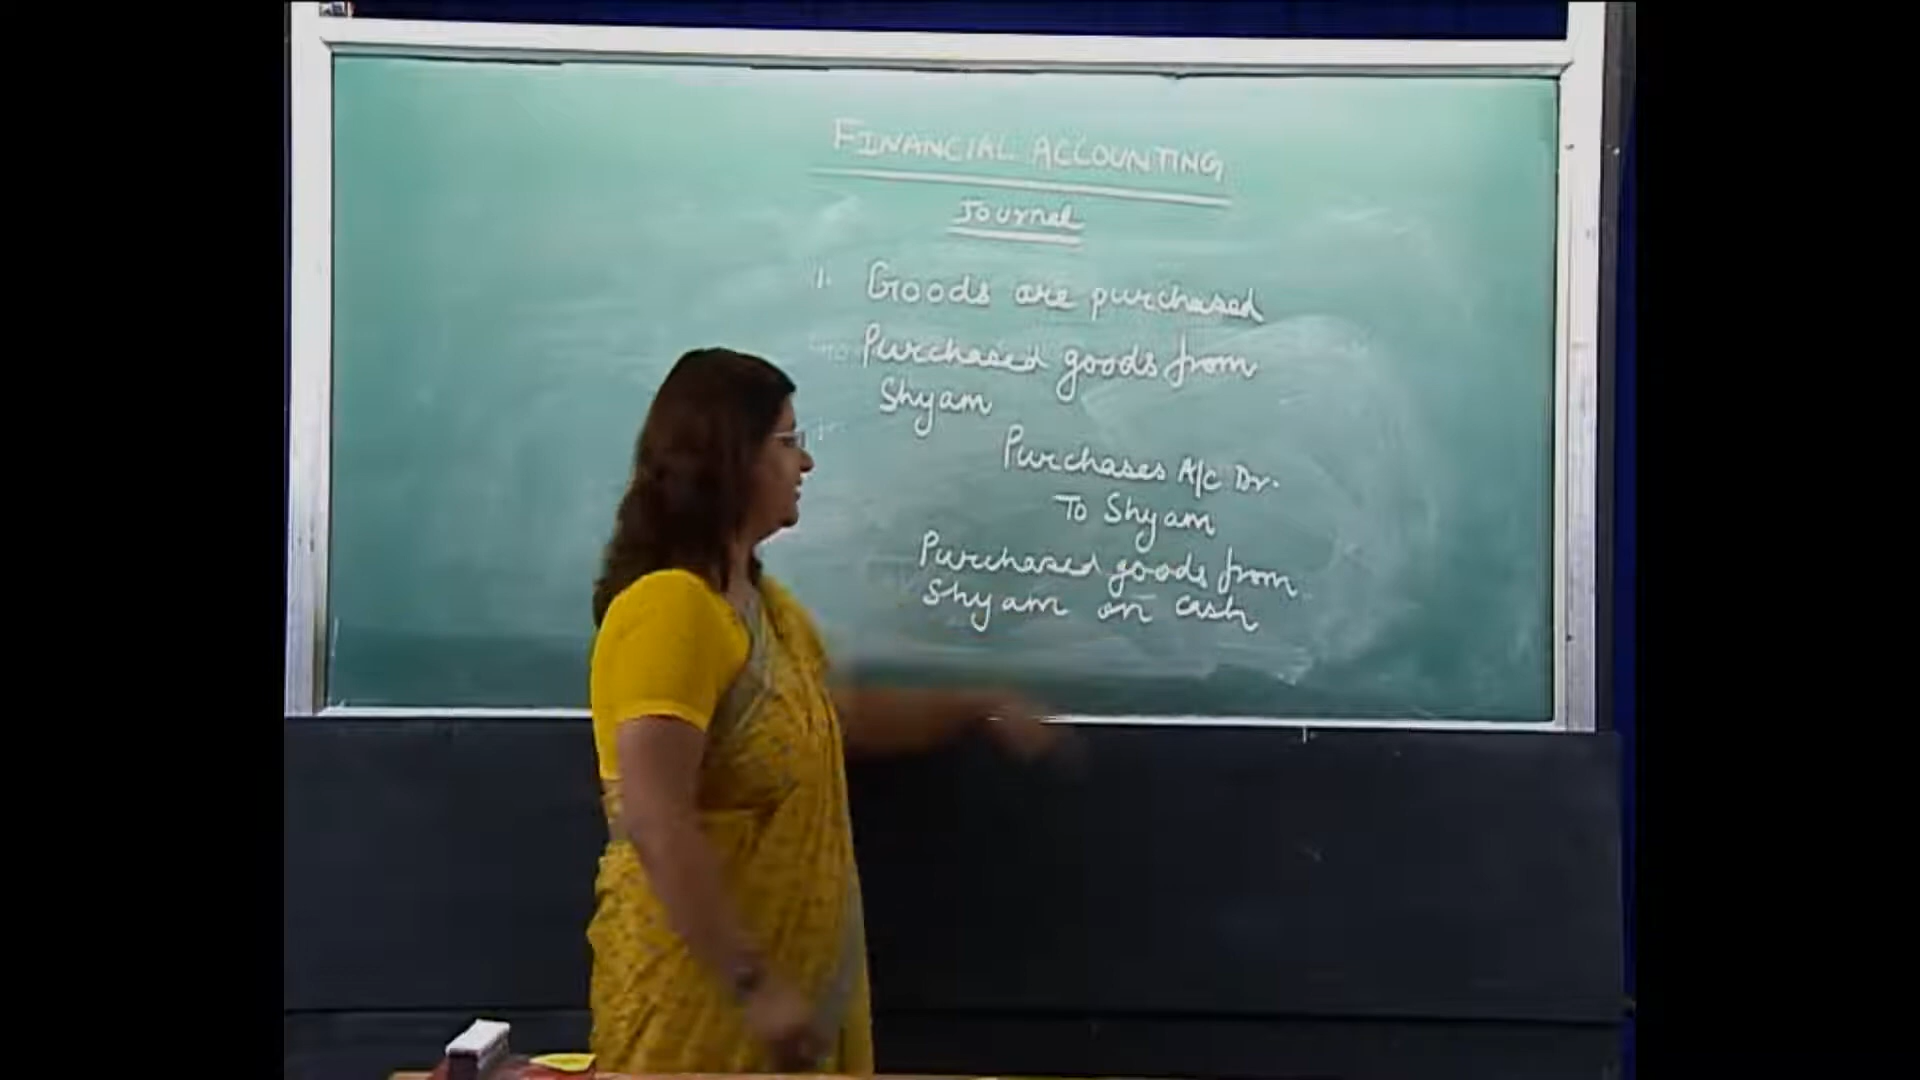 FINANCIAL ACCOUNTING
Journal
1. Goods are purchased
Purchased goods from
Shyam
Purchases A/c Dr.
To Shyam
Purchased goods from
Shyam on cash